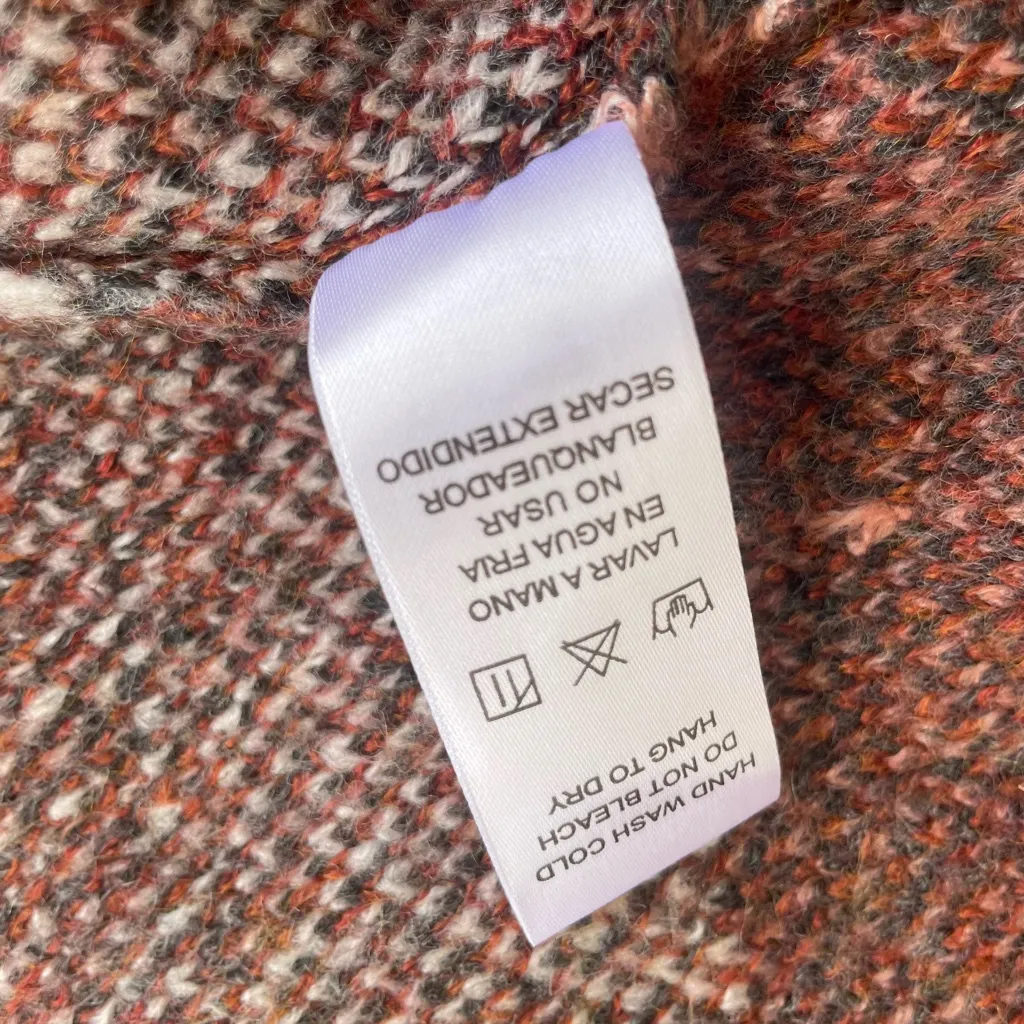 HAND WASH COLD
DO NOT BLEACH
HANG TO DRY
LAVAR A MANO
EN AGUA FRIA
NO USAR
BLANQUEADOR
SECAR EXTENDIDO